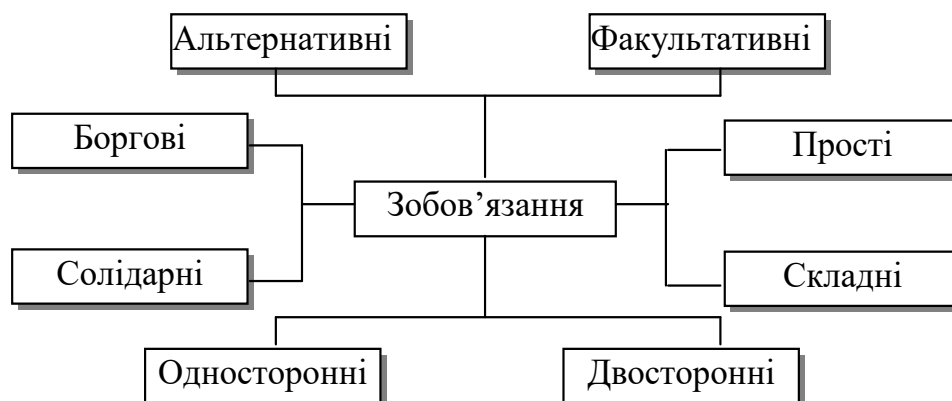 Альтернативні
Факультативні
Боргові
Прості
Зобов’язання
Солідарні
Складні
Односторонні
Двосторонні